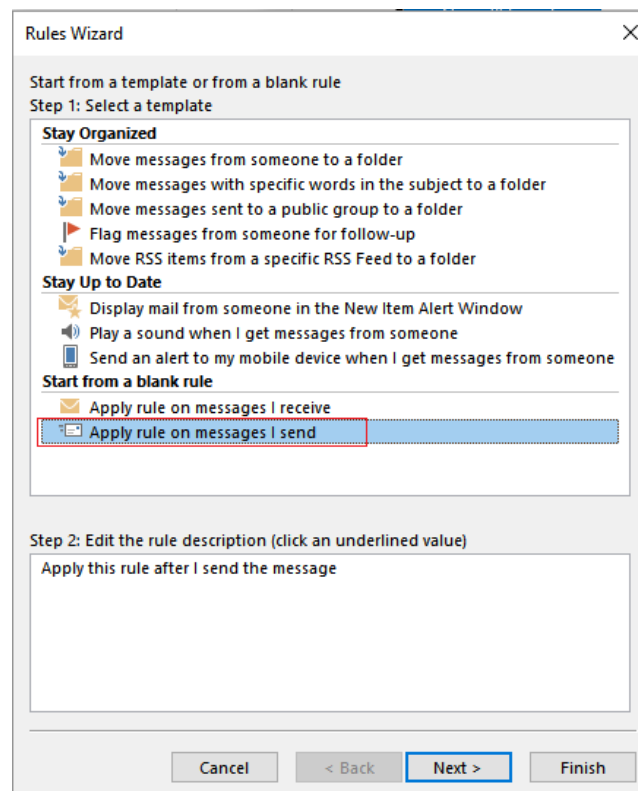 Rules Wizard
Start from a template or from a blank rule
Step 1: Select a template
Stay Organized
Move messages from someone to a folder
Move messages with specific words in the subject to a folder
Move messages sent to a public group to a folder
Flag messages from someone for follow-up
Move RSS items from a specific RSS Feed to a folder
Stay Up to Date
Display mail from someone in the New Item Alert Window
Play a sound when I get messages from someone
Send an alert to my mobile device when I get messages from someone
Start from a blank rule
Apply rule on messages I receive
Apply rule on messages I send
Step 2: Edit the rule description (click an underlined value)
Apply this rule after I send the message
Cancel < Back Next > Finish